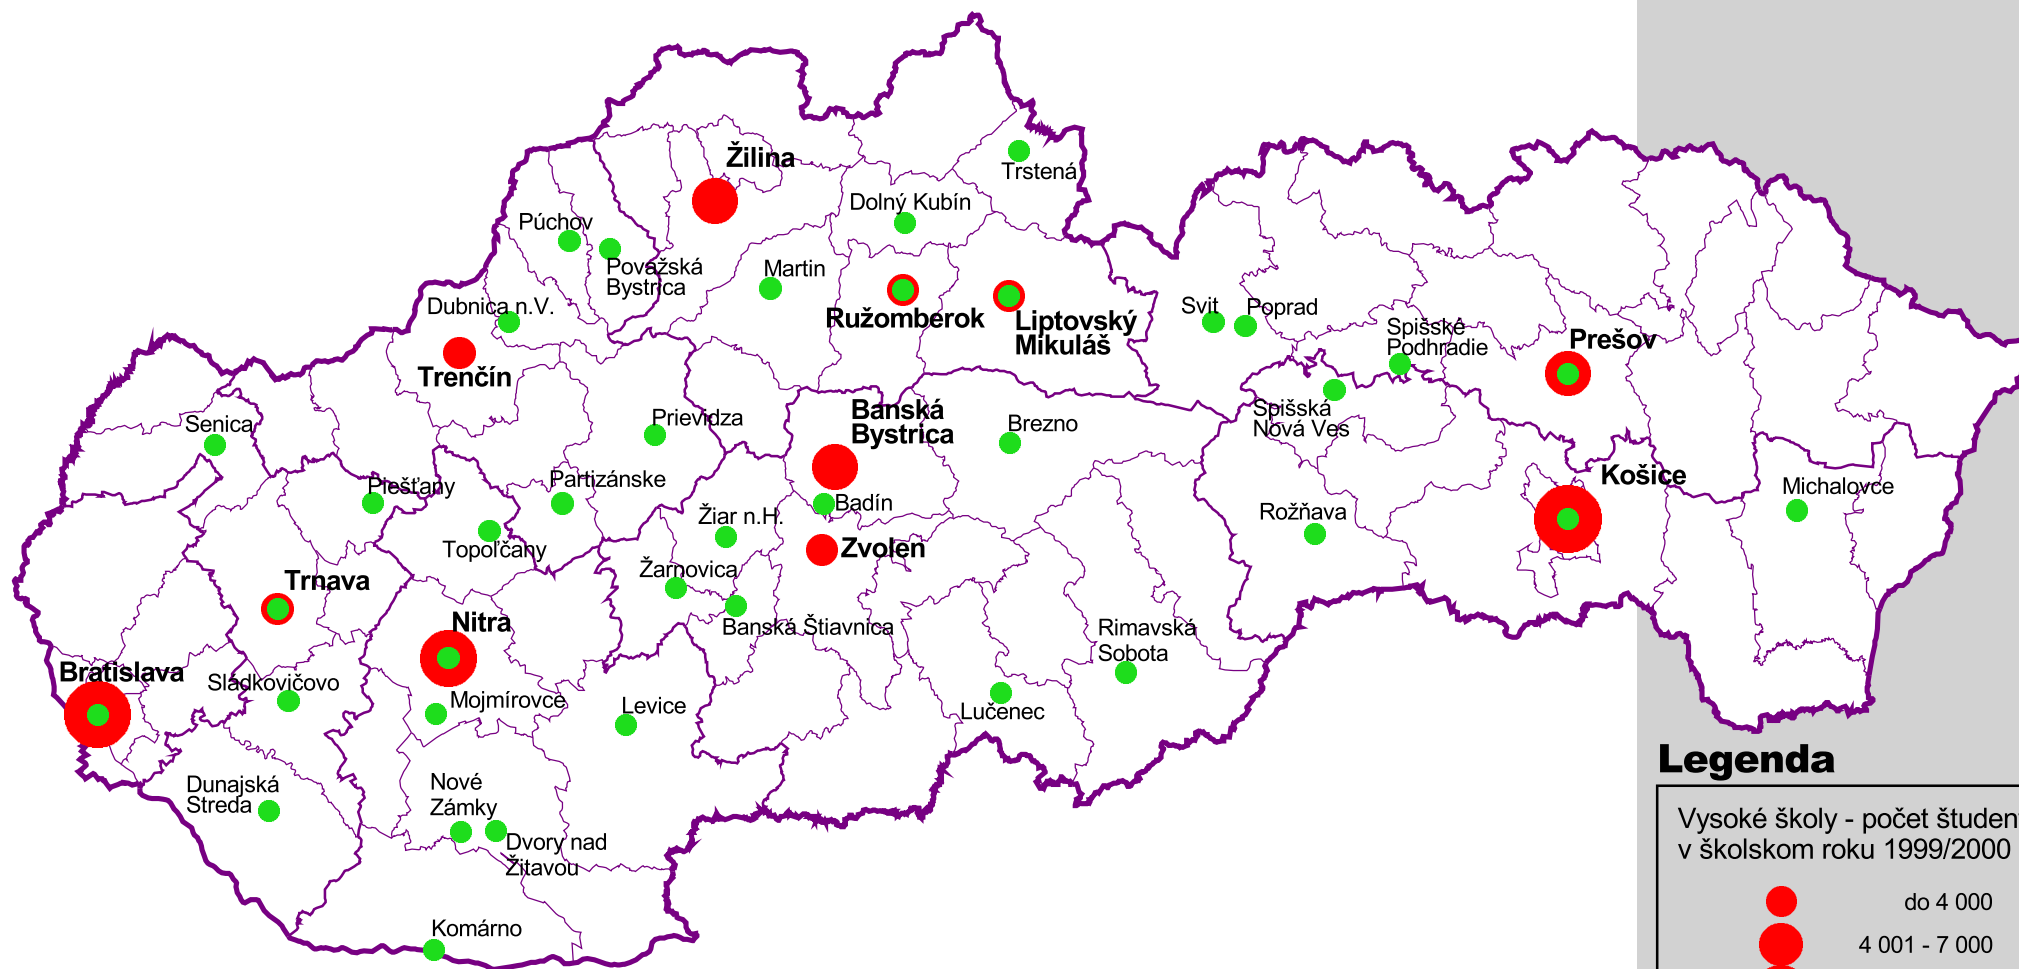 Žilina
Trstená
Dolný Kubín
Púchov
Považská
Bystrica
Martin
Dubnica n.V.
Ružomberok
Liptovský
Mikuláš
Svit
Poprad
Spišské
Podhradie
Prešov
Trenčín
Senica
Prievidza
Banská
Bystrica
Brezno
Spišská
Nová Ves
Košice
Michalovce
Piešťany
Partizánske
Badín
Žiar n.H.
Rožňava
Topoľčany
Zvolen
Žarnovica
Trnava
Nitra
Banská Štiavnica
Rimavská
Sobota
Bratislava
Sládkovičovo
Mojmírovce
Levice
Lučenec
Dunajská
Streda
Nové
Zámky
Dvory nad
Žitavou
Komárno
Legenda
Vysoké školy - počet študen
v školskom roku 1999/2000
do 4 000
4 001 - 7 000